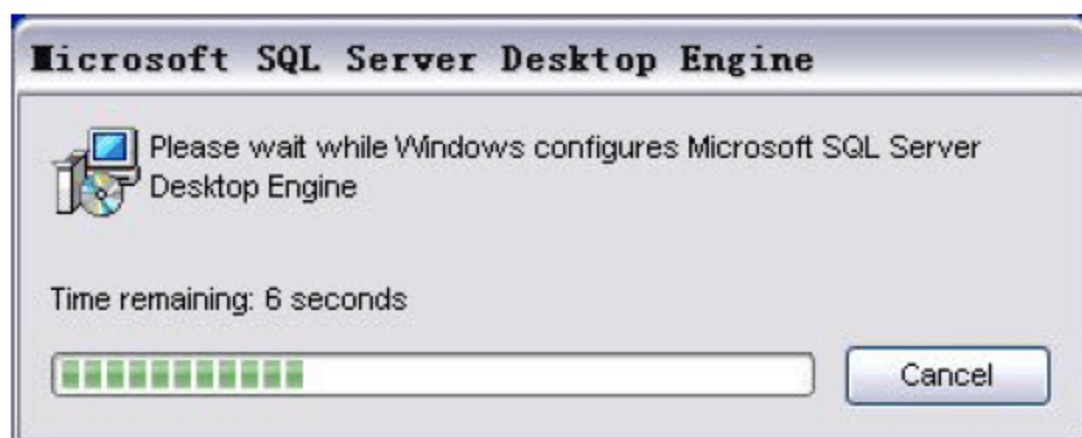 Microsoft SQL Server Desktop Engine
Please wait while Windows configures Microsoft SQL Server
Desktop Engine
Time remaining: 6 seconds
Cancel